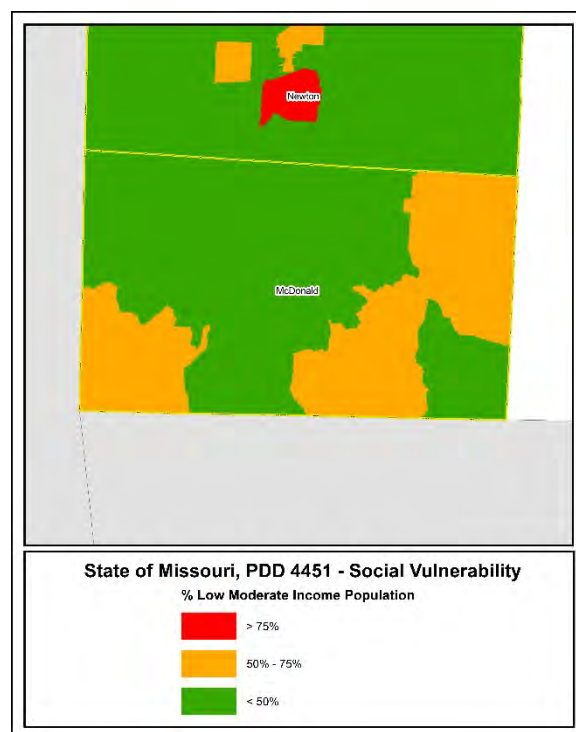 Newton
McDonald
State of Missouri, PDD 4451 - Social Vulnerability
% Low Moderate Income Population
> 75%
50% - 75%
< 50%